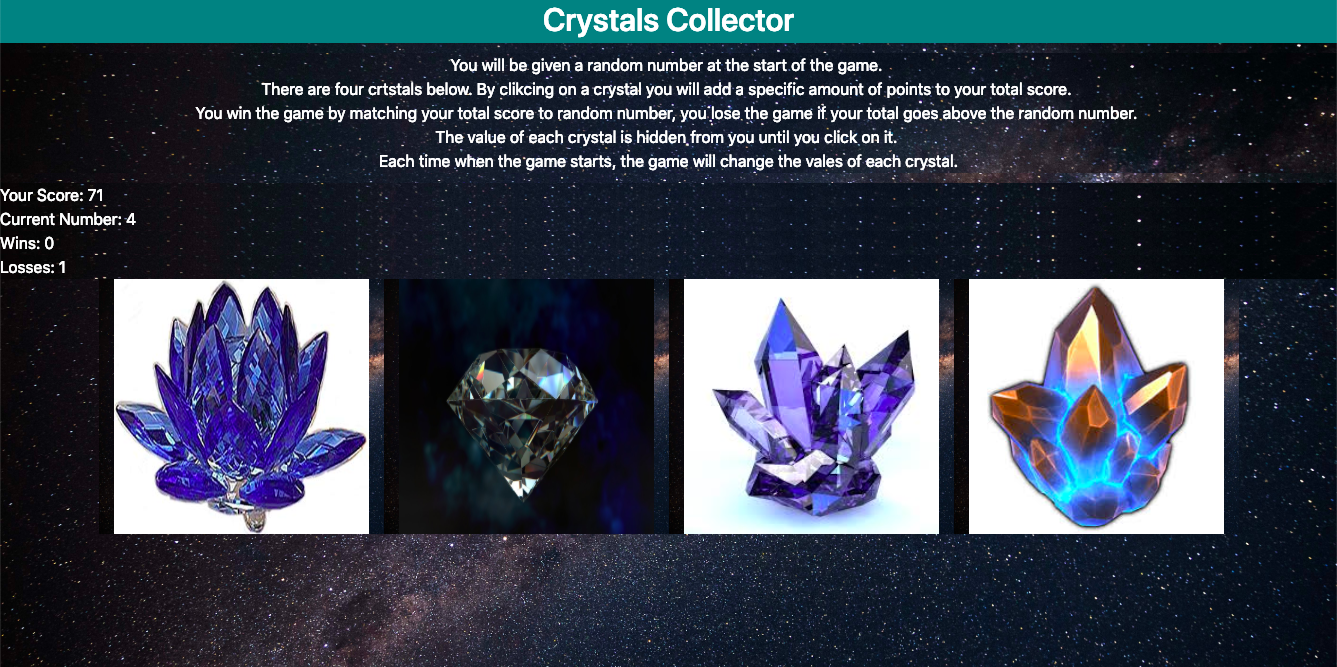 Crystals Collector
You will be given a random number at the start of the game.
There are four crtstals below. By clikcing on a crystal you will add a specific amount of points to your total score.
You win the game by matching your total score to random number, you lose the game if your total goes above the random number.
The value of each crystal is hidden from you until you click on it.
Each time when the game starts, the game will change the vales of each crystal.
Your Score: 71
Current Number: 4
Wins: 0
Losses: 1